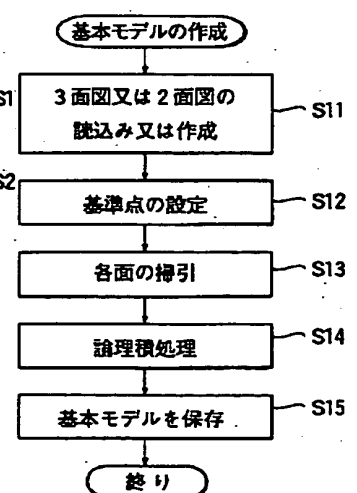 基本モデルの作成
S1
3面図又は2面図の
読込み又は作成
S11
S2
基準点の設定
S12
各面の掃引
S13
論理積処理
S14
基本モデルを保存
S15
終り